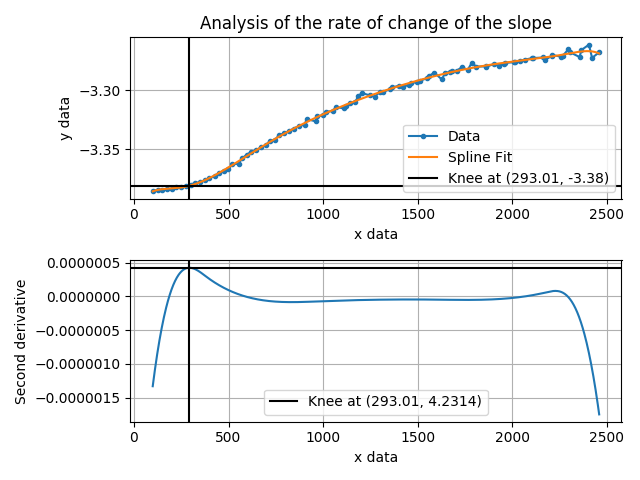 Analysis of the rate of change of the slope
y data
−3.30
−3.35
Data
Spline Fit
Knee at (293.01, -3.38)
0 500 1000 1500 2000 2500
x data
Second derivative
0.0000005
0.0000000
−0.0000005
−0.0000010
−0.0000015
Knee at (293.01, 4.2314)
0 500 1000 1500 2000 2500
x data